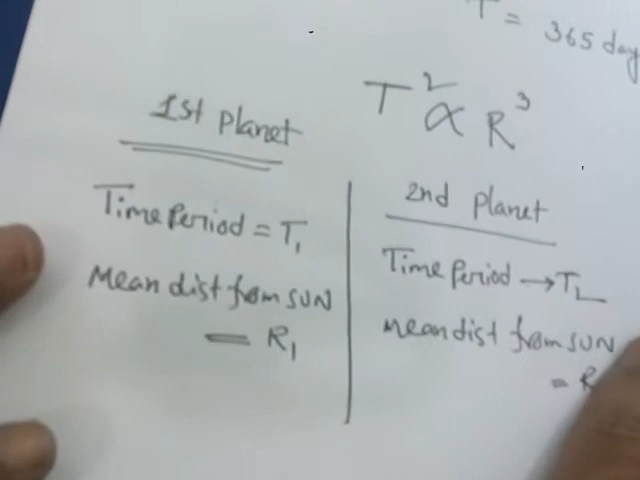 T = 365 day
T² ∝ R³
1st planet
Time Period = T₁
Mean dist from SUN
= R₁
2nd planet
Time Period → T₂
Mean dist from SUN
= R